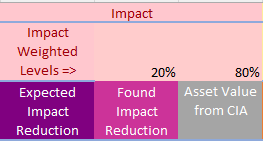 Impact
Impact
Weighted
Levels => 20% 80%
Expected Found Asset Value
Impact Impact from CIA
Reduction Reduction